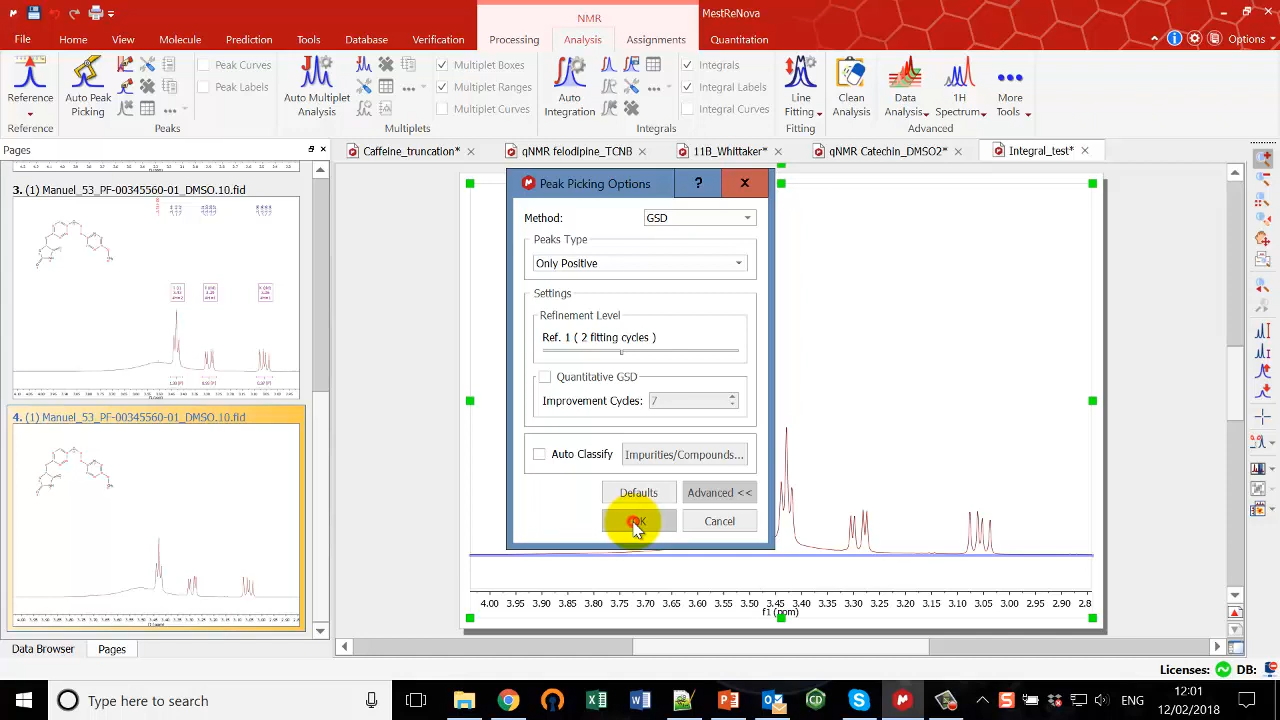 NMR
MestReNova
File
Home
View
Molecule
Prediction
Tools
Database
Verification
Processing
Analysis
Assignments
Quantitation
Options
Reference
Auto Peak
Picking
Peak Curves
Peak Labels
Auto Multiplet
Analysis
Multiplet Boxes
Multiplet Ranges
Multiplet Curves
Auto
Integration
Integrals
Integral Labels
Integral Curves
Line
Fitting
Clean
Analysis
Data
Analysis
1H
Spectrum
More
Tools
Reference
Peaks
Multiplets
Integrals
Fitting
Advanced
Pages
Caffeine_truncation*
qNMR felodipine_TCNB
11B_Whittaker*
qNMR Catechin_DMSO2*
Integral_test*
3. (1) Manuel_53_PF-00345560-01_DMSO.10.fid
4. (1) Manuel_53_PF-00345560-01_DMSO.10.fid
Peak Picking Options
?
X
Method:
GSD
Peaks Type
Only Positive
Settings
Refinement Level
Ref. 1 ( 2 fitting cycles )
Quantitative GSD
Improvement Cycles:
7
Auto Classify
Impurities/Compounds...
Defaults
Advanced <<
OK
Cancel
4.00 3.95 3.90 3.85 3.80 3.75 3.70 3.65 3.60 3.55 3.50 3.45 3.40 3.35 3.30 3.25 3.20 3.15 3.10 3.05 3.00 2.95 2.90 2.8
f1 (ppm)
Data Browser
Pages
Licenses:
DB:
Type here to search
ENG
12:01
12/02/2018